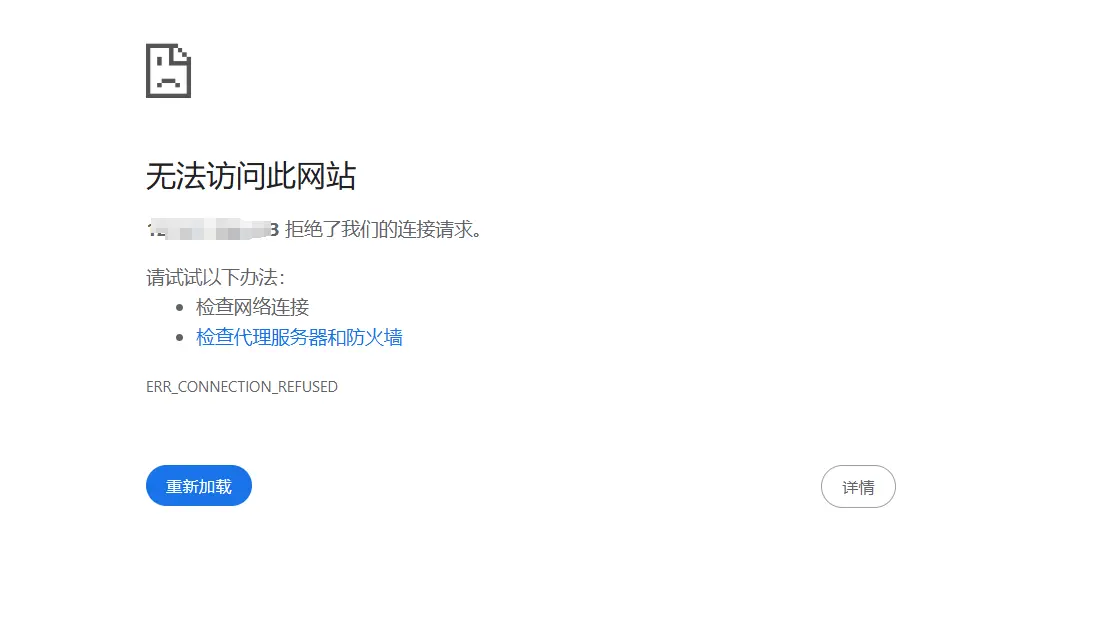 无法访问此网站
拒绝了我们的连接请求。
请试试以下办法：
检查网络连接
检查代理服务器和防火墙
ERR_CONNECTION_REFUSED
重新加载
详情